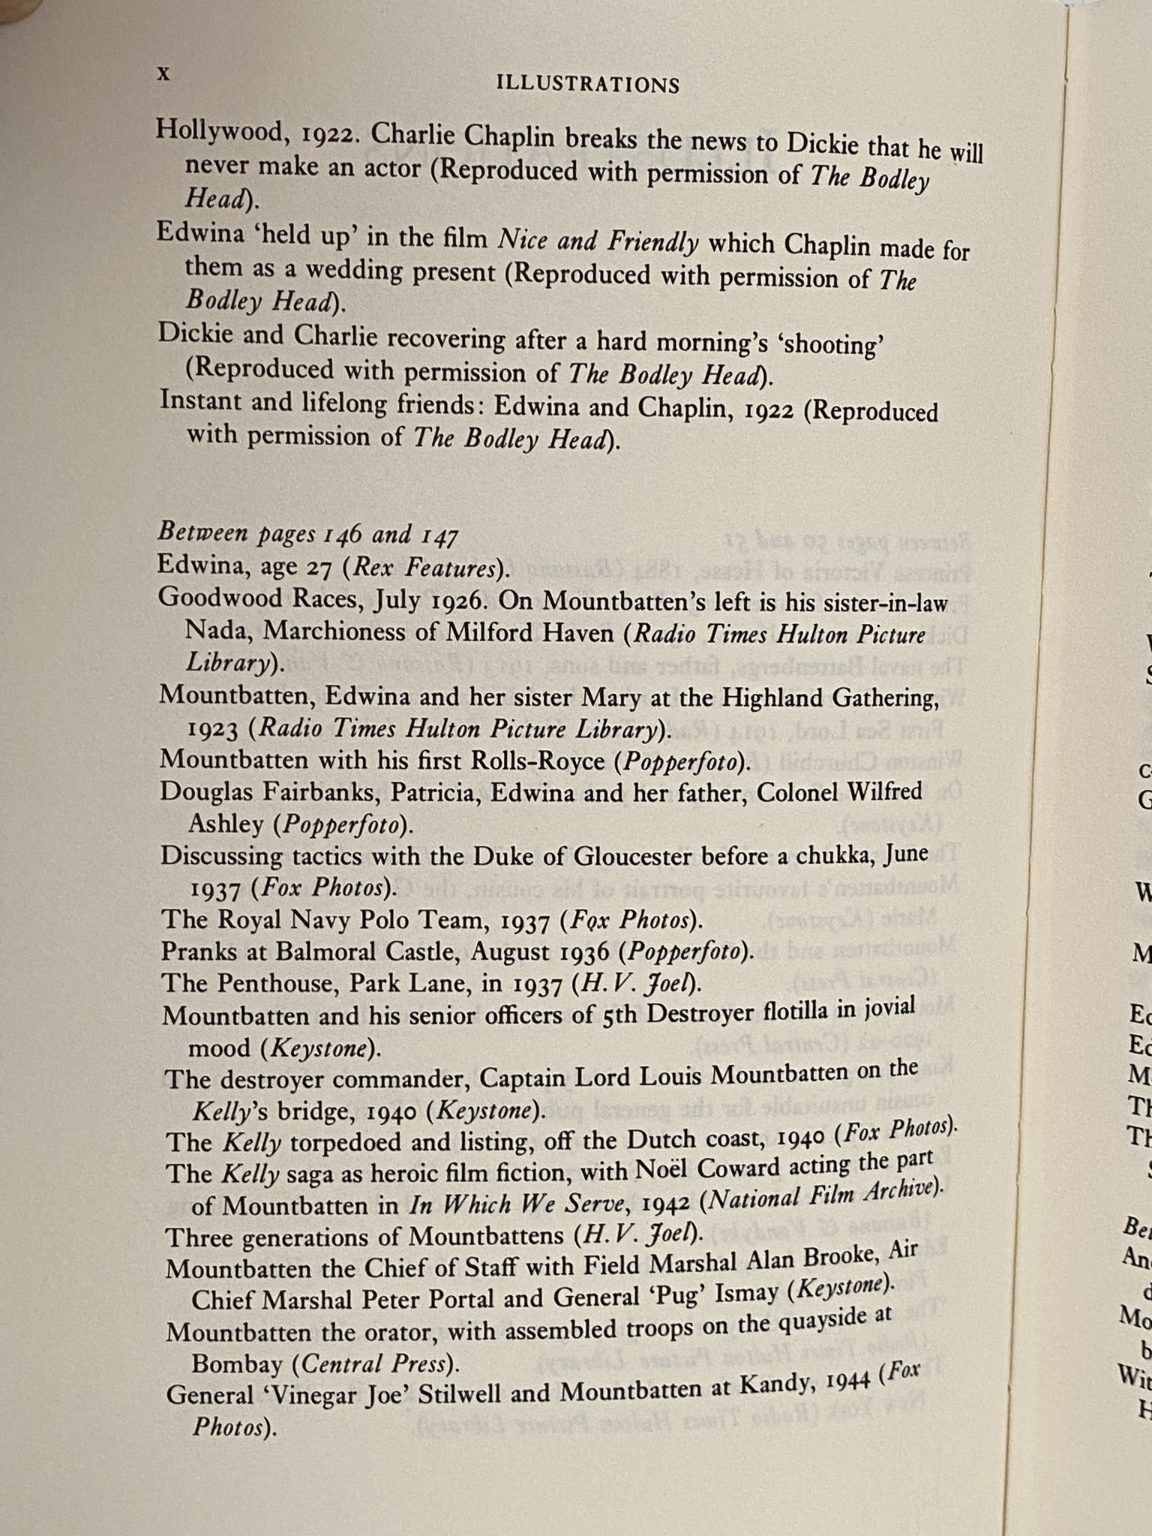 x
ILLUSTRATIONS
Hollywood, 1922. Charlie Chaplin breaks the news to Dickie that he will
never make an actor (Reproduced with permission of The Bodley
Head).
Edwina ‘held up’ in the film Nice and Friendly which Chaplin made for
them as a wedding present (Reproduced with permission of The
Bodley Head).
Dickie and Charlie recovering after a hard morning’s ‘shooting’
(Reproduced with permission of The Bodley Head).
Instant and lifelong friends: Edwina and Chaplin, 1922 (Reproduced
with permission of The Bodley Head).
Between pages 146 and 147
Edwina, age 27 (Rex Features).
Goodwood Races, July 1926. On Mountbatten’s left is his sister-in-law
Nada, Marchioness of Milford Haven (Radio Times Hulton Picture
Library).
Mountbatten, Edwina and her sister Mary at the Highland Gathering,
1923 (Radio Times Hulton Picture Library).
Mountbatten with his first Rolls-Royce (Popperfoto).
Douglas Fairbanks, Patricia, Edwina and her father, Colonel Wilfred
Ashley (Popperfoto).
Discussing tactics with the Duke of Gloucester before a chukka, June
1937 (Fox Photos).
The Royal Navy Polo Team, 1937 (Fox Photos).
Pranks at Balmoral Castle, August 1936 (Popperfoto).
The Penthouse, Park Lane, in 1937 (H. V. Joel).
Mountbatten and his senior officers of 5th Destroyer flotilla in jovial
mood (Keystone).
The destroyer commander, Captain Lord Louis Mountbatten on the
Kelly’s bridge, 1940 (Keystone).
The Kelly torpedoed and listing, off the Dutch coast, 1940 (Fox Photos).
The Kelly saga as heroic film fiction, with Noël Coward acting the part
of Mountbatten in In Which We Serve, 1942 (National Film Archive).
Three generations of Mountbattens (H. V. Joel).
Mountbatten the Chief of Staff with Field Marshal Alan Brooke, Air
Chief Marshal Peter Portal and General ‘Pug’ Ismay (Keystone).
Mountbatten the orator, with assembled troops on the quayside at
Bombay (Central Press).
General ‘Vinegar Joe’ Stilwell and Mountbatten at Kandy, 1944 (Fox
Photos).